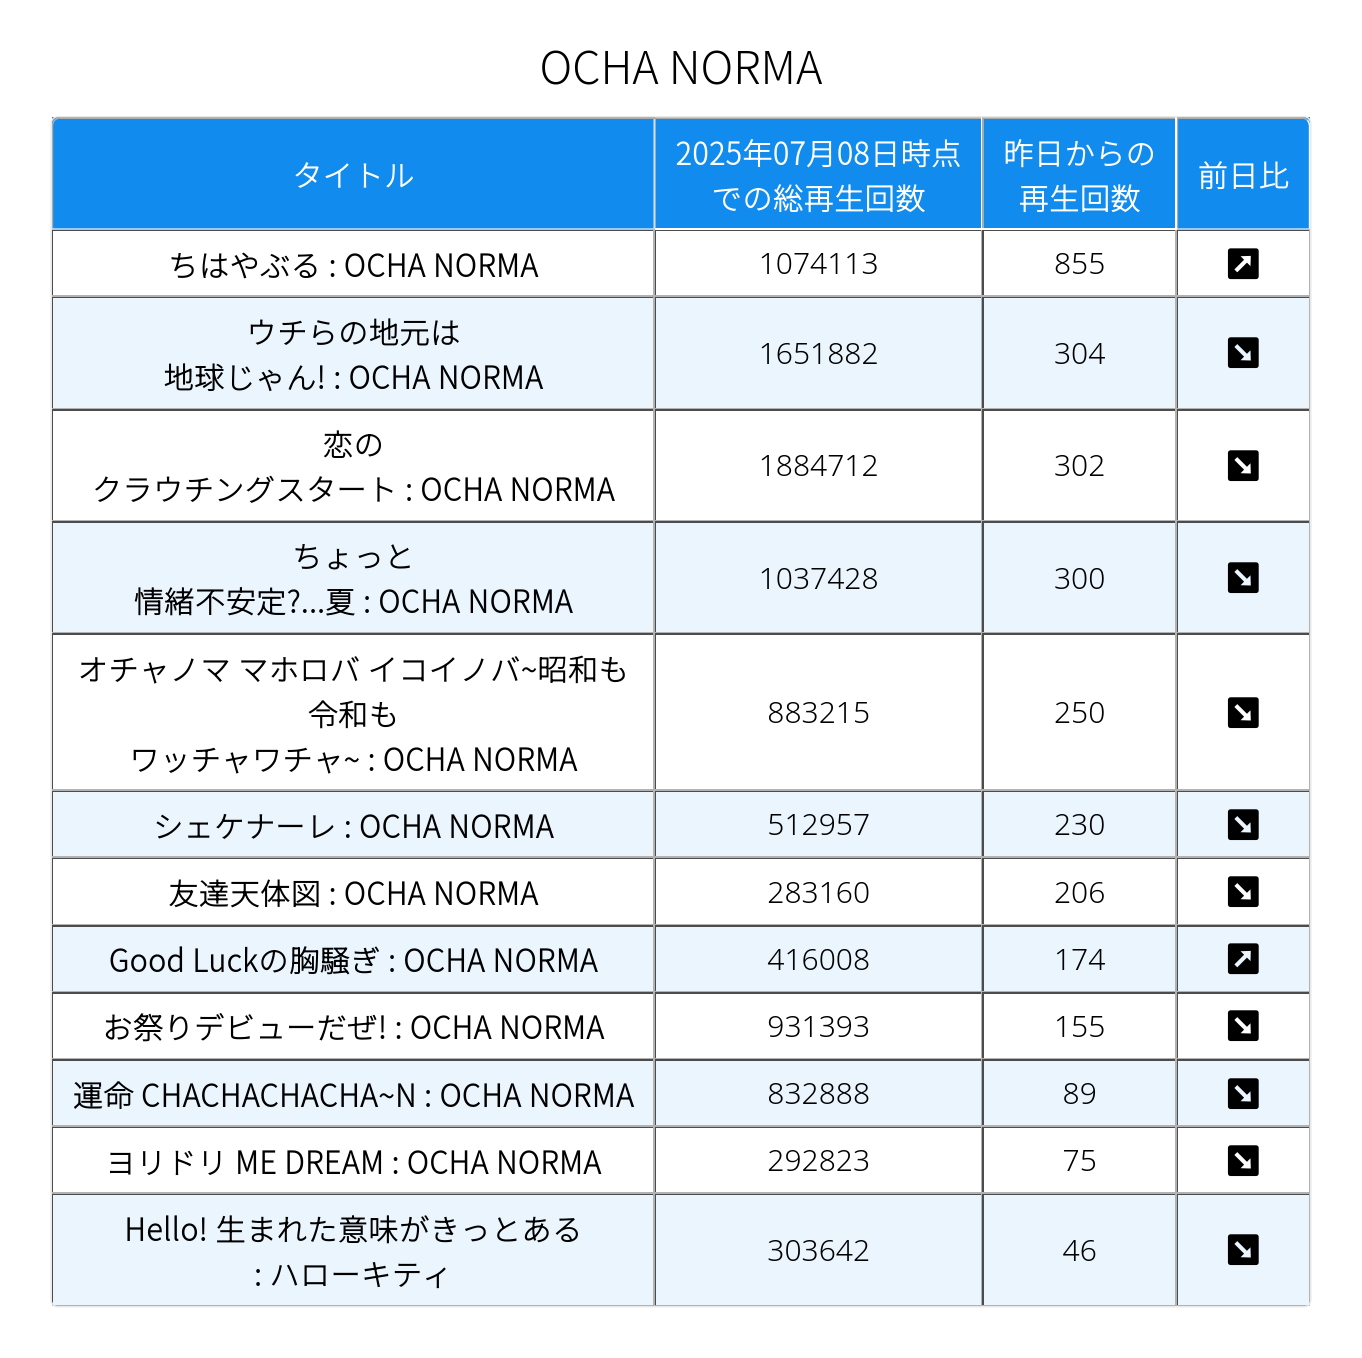 OCHA NORMA
タイトル
2025年07月08日時点
での総再生回数
昨日からの
再生回数
前日比
ちはやぶる : OCHA NORMA
1074113
855
ウチらの地元は
地球じゃん! : OCHA NORMA
1651882
304
恋の
クラウチングスタート : OCHA NORMA
1884712
302
ちょっと
情緒不安定?...夏 : OCHA NORMA
1037428
300
オチャノマ マホロバ イコイノバ~昭和も
令和も
ワッチャワチャ~ : OCHA NORMA
883215
250
シェケナーレ : OCHA NORMA
512957
230
友達天体図 : OCHA NORMA
283160
206
Good Luckの胸騒ぎ : OCHA NORMA
416008
174
お祭りデビューだぜ! : OCHA NORMA
931393
155
運命 CHACHACHACHA~N : OCHA NORMA
832888
89
ヨリドリ ME DREAM : OCHA NORMA
292823
75
Hello! 生まれた意味がきっとある
: ハローキティ
303642
46